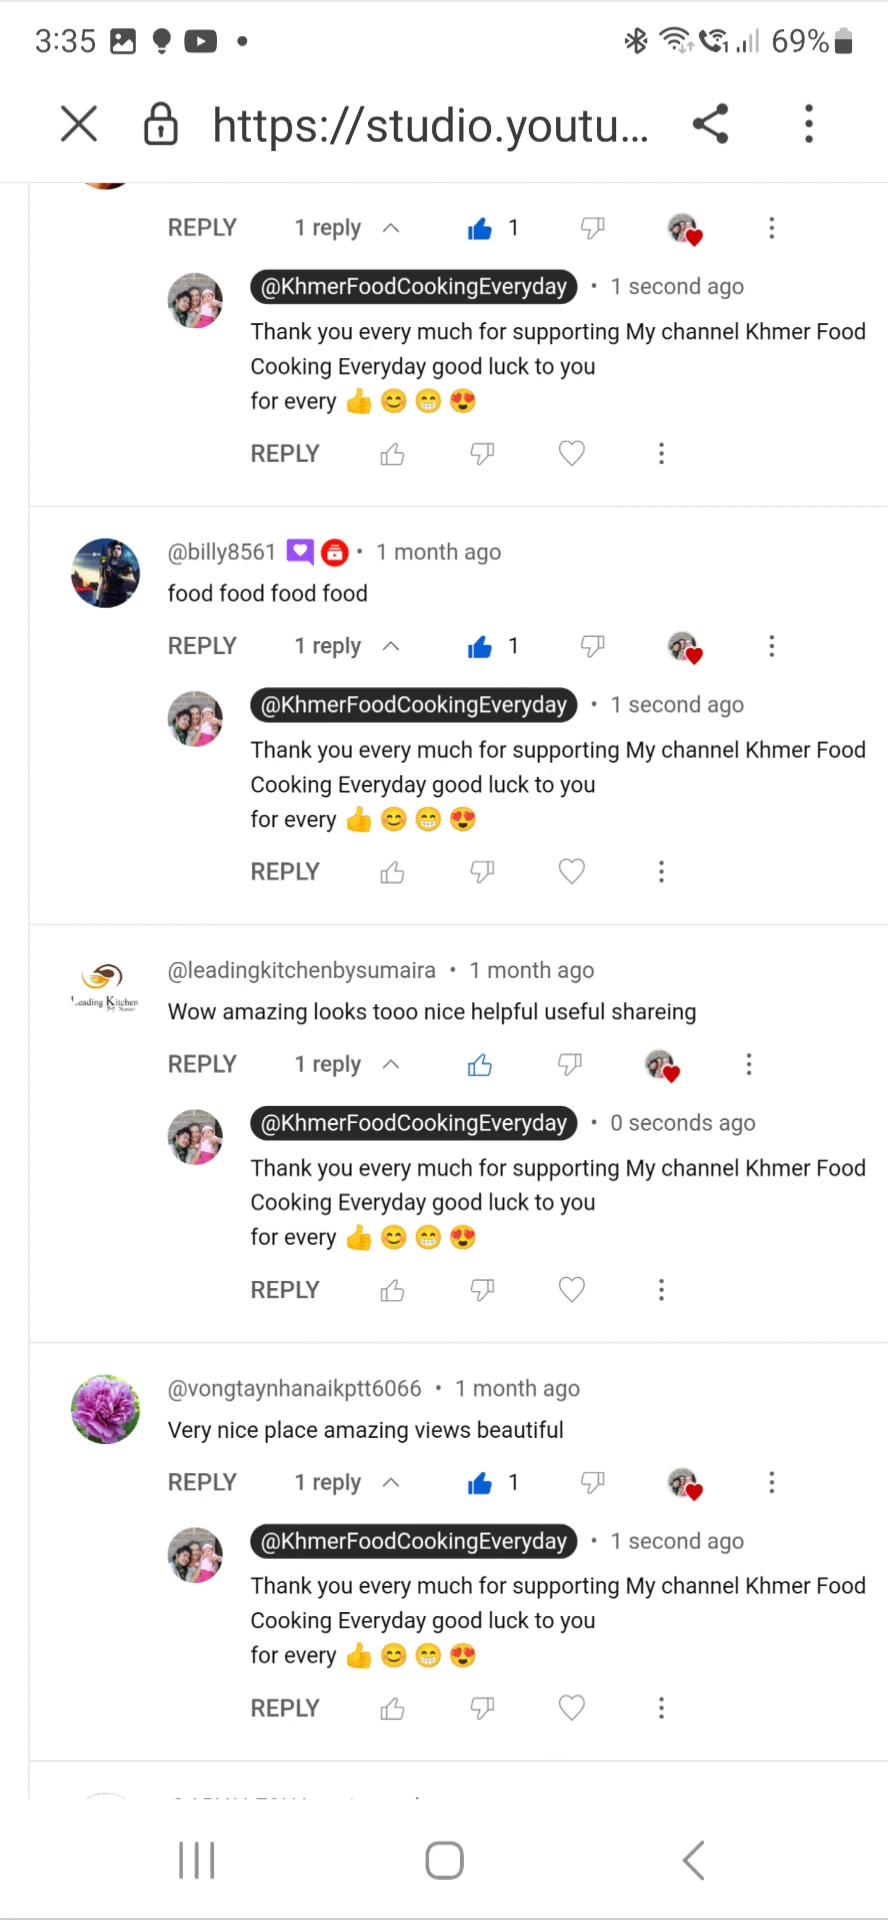 3:35 69%
https://studio.youtu...
REPLY 1 reply 1
@KhmerFoodCookingEveryday • 1 second ago
Thank you every much for supporting My channel Khmer Food
Cooking Everyday good luck to you
for every 👍😊😁😍
REPLY
@billy8561 • 1 month ago
food food food food
REPLY 1 reply 1
@KhmerFoodCookingEveryday • 1 second ago
Thank you every much for supporting My channel Khmer Food
Cooking Everyday good luck to you
for every 👍😊😁😍
REPLY
@leadingkitchenbysumaira • 1 month ago
Leading Kitchen
Wow amazing looks tooo nice helpful useful shareing
REPLY 1 reply
@KhmerFoodCookingEveryday • 0 seconds ago
Thank you every much for supporting My channel Khmer Food
Cooking Everyday good luck to you
for every 👍😊😁😍
REPLY
@vongtaynhanaikptt6066 • 1 month ago
Very nice place amazing views beautiful
REPLY 1 reply 1
@KhmerFoodCookingEveryday • 1 second ago
Thank you every much for supporting My channel Khmer Food
Cooking Everyday good luck to you
for every 👍😊😁😍
REPLY